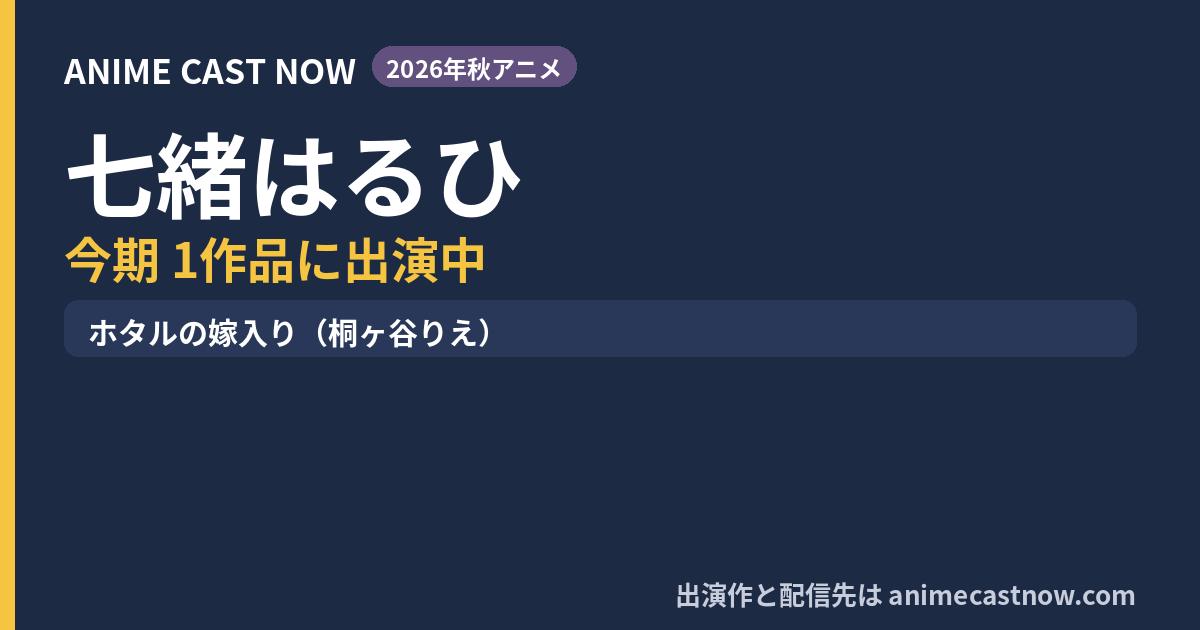 ANIME CAST NOW 2026年秋アニメ
七緒はるひ
今期 1作品に出演中
ホタルの嫁入り（桐ヶ谷りえ）
出演作と配信先は animecastnow.com